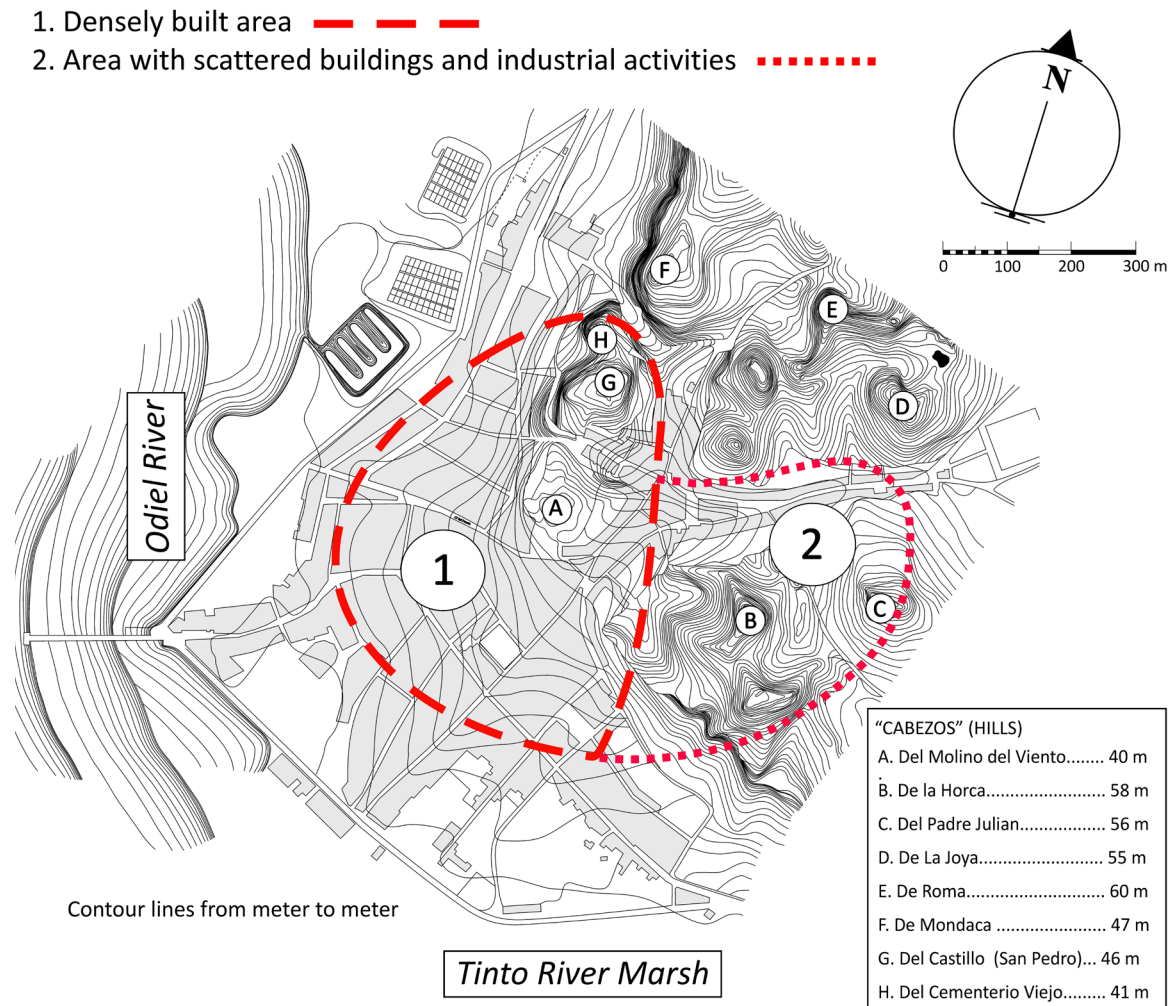 1. Densely built area
2. Area with scattered buildings and industrial activities
N
0 100 200 300 m
F
E
H
G
D
Odiel River
A
1
2
B
C
"CABEZOS" (HILLS)
A. Del Molino del Viento........ 40 m
.
B. De la Horca......................... 58 m
C. Del Padre Julian.................. 56 m
D. De La Joya.......................... 55 m
E. De Roma.............................. 60 m
F. De Mondaca ....................... 47 m
G. Del Castillo (San Pedro)... 46 m
H. Del Cementerio Viejo......... 41 m
Contour lines from meter to meter
Tinto River Marsh